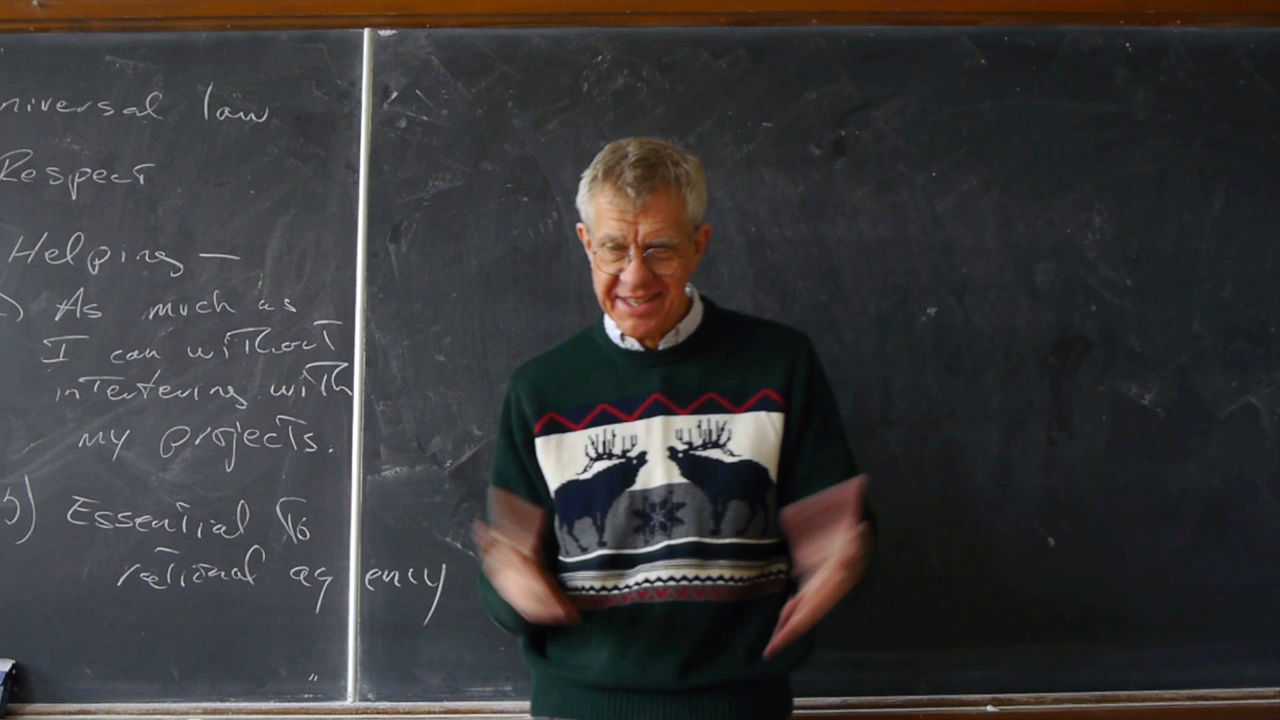 niversal law
Respect
Helping —
) As much as
I can without
interfering with
my projects.
b) Essential to
rational agency